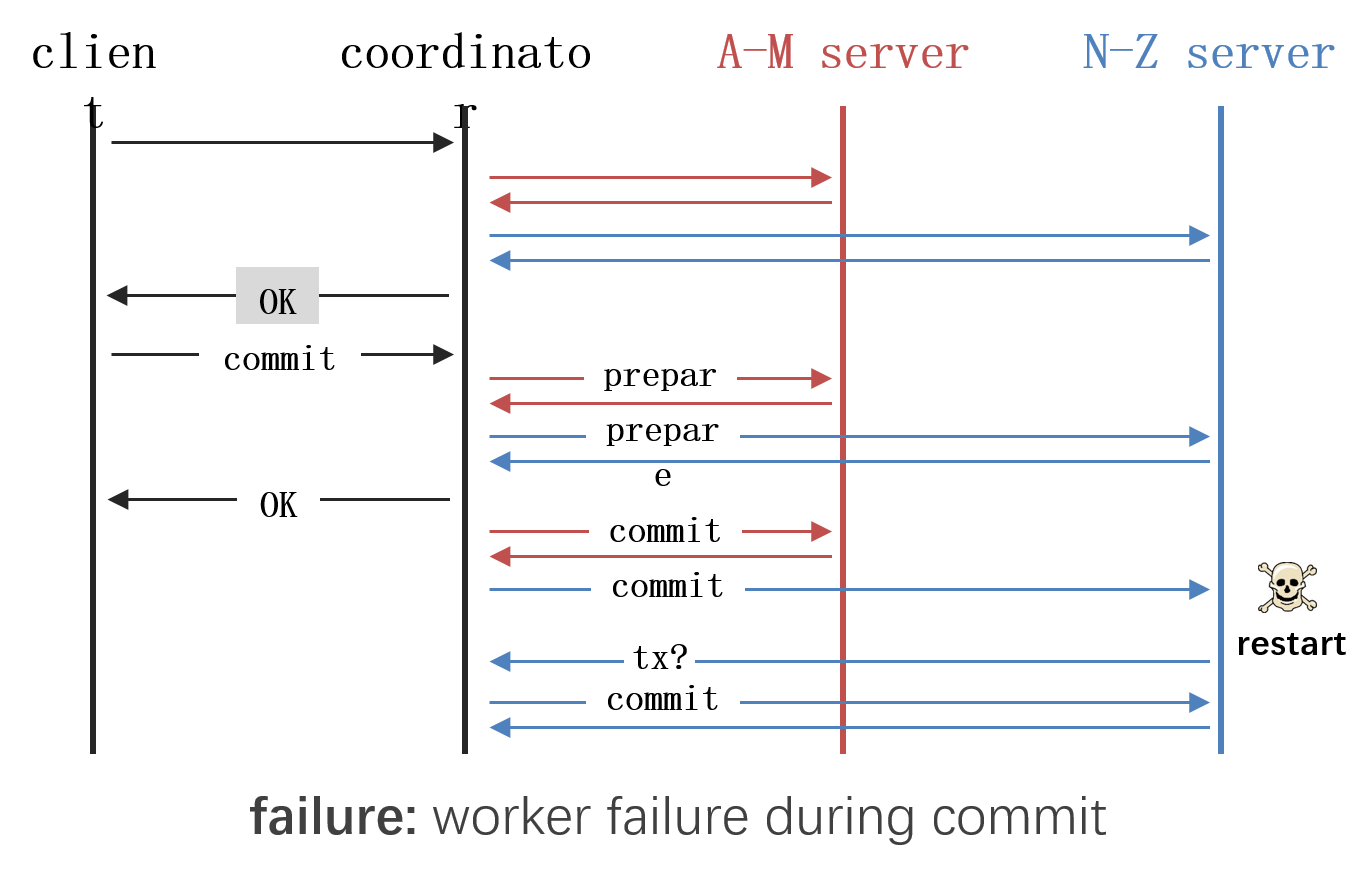 clien
t
coordinato
r
A-M server
N-Z server
OK
commit
prepar
prepar
e
OK
commit
commit
restart
tx?
commit
failure: worker failure during commit